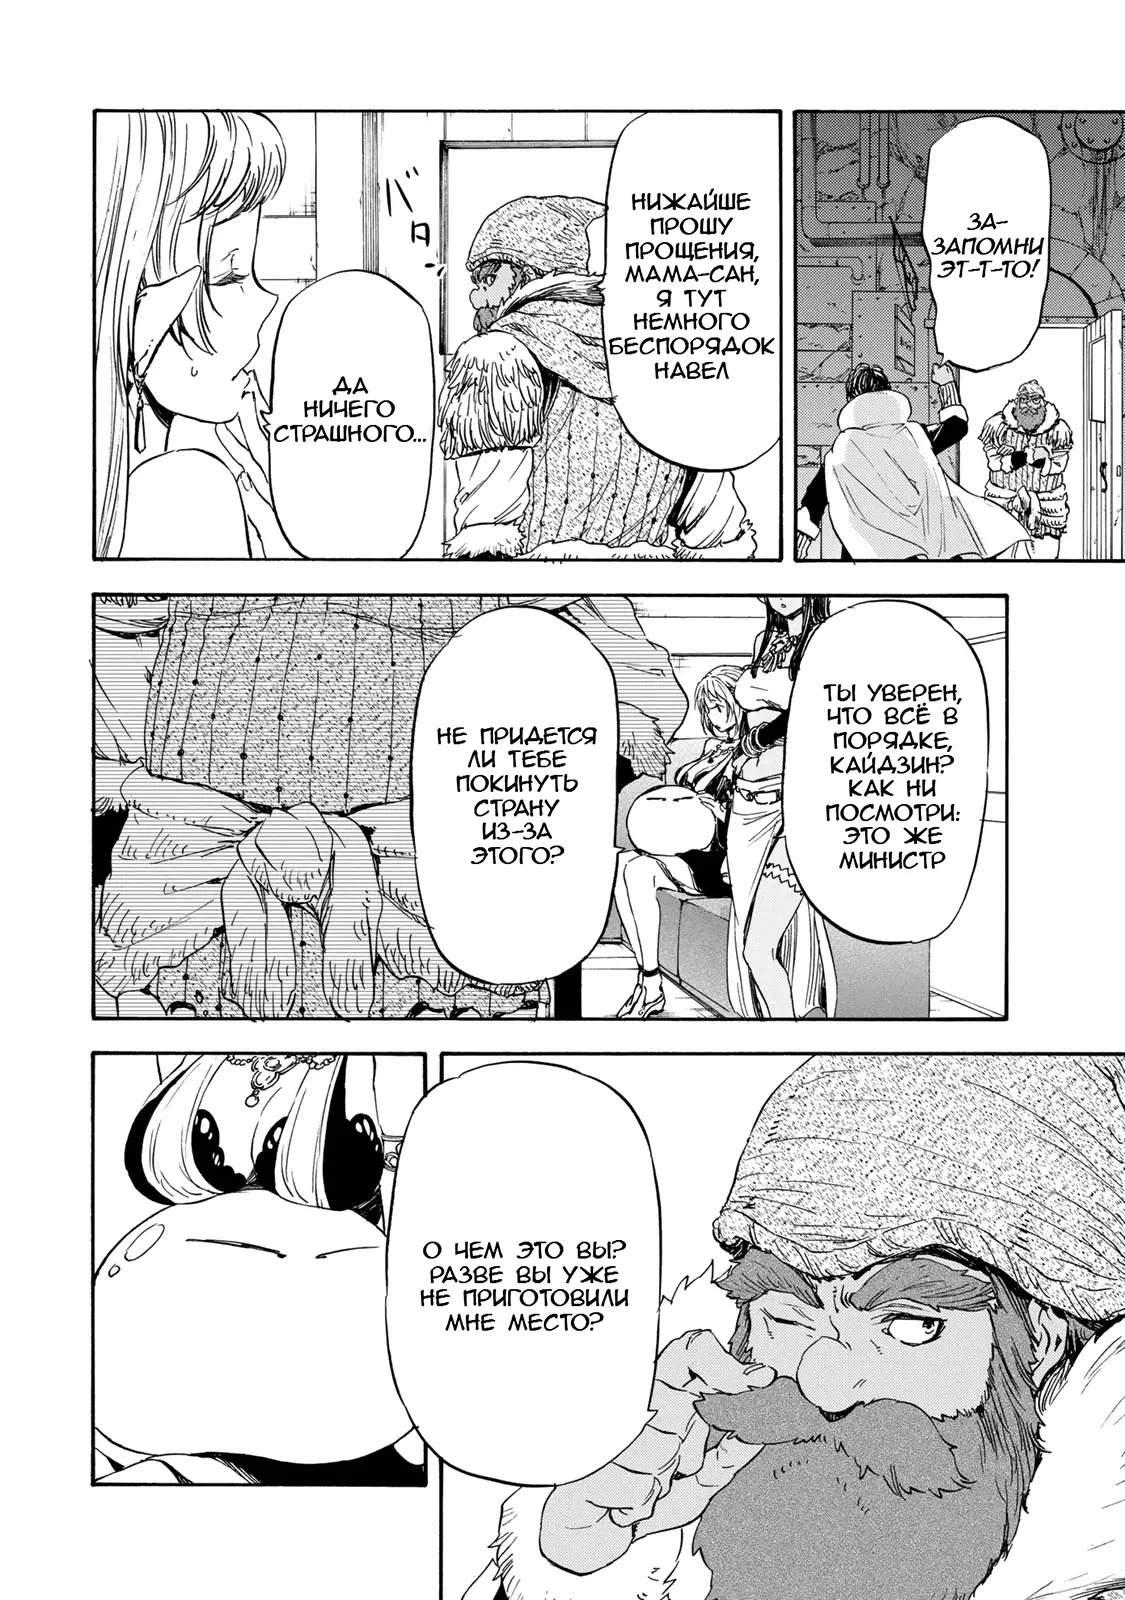 ЗА-
ЗАПОМНИ
ЭТ-Т-ТО!
НИЖАЙШЕ
ПРОШУ
ПРОЩЕНИЯ,
МАМА-САН,
Я ТУТ
НЕМНОГО
БЕСПОРЯДОК
НАВЕЛ
バッ
ДА
НИЧЕГО
СТРАШНОГО...
ТЫ УВЕРЕН,
ЧТО ВСЁ В
ПОРЯДКЕ,
КАЙДЗИН?
КАК НИ
ПОСМОТРИ:
ЭТО ЖЕ
МИНИСТР
НЕ ПРИДЕТСЯ
ЛИ ТЕБЕ
ПОКИНУТЬ
СТРАНУ
ИЗ-ЗА
ЭТОГО?
О ЧЕМ ЭТО ВЫ?
РАЗВЕ ВЫ УЖЕ
НЕ ПРИГОТОВИЛИ
МНЕ МЕСТО?